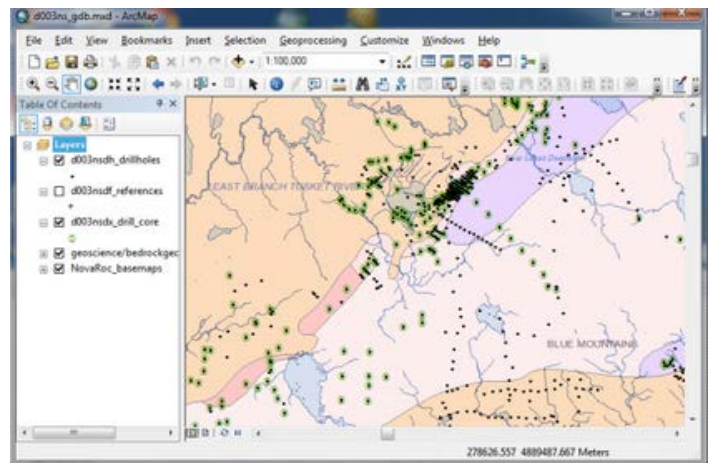 d003ns_gdb.mxd - ArcMap
File Edit View Bookmarks Insert Selection Geoprocessing Customize Windows Help
1:100,000
Table Of Contents
Layers
d003nsdh_drillholes
d003nsdf_references
d003nsdx_drill_core
geoscience/bedrockgec
NovaRoc_basemaps
EAST BRANCH TUSKET RIVER
BLUE MOUNTAINS
278626.557 4889487.667 Meters